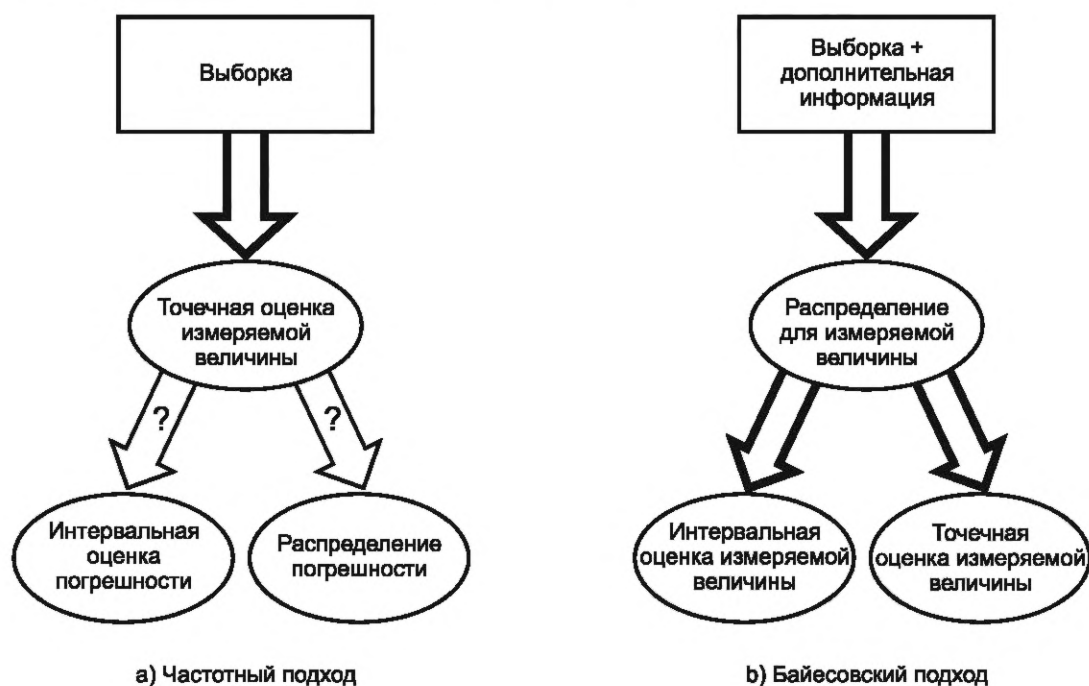 Выборка
Точечная оценка
измеряемой
величины
?
?
Интервальная
оценка
погрешности
Распределение
погрешности
а) Частотный подход
Выборка +
дополнительная
информация
Распределение
для измеряемой
величины
Интервальная
оценка измеряемой
величины
Точечная
оценка измеряемой
величины
b) Байесовский подход